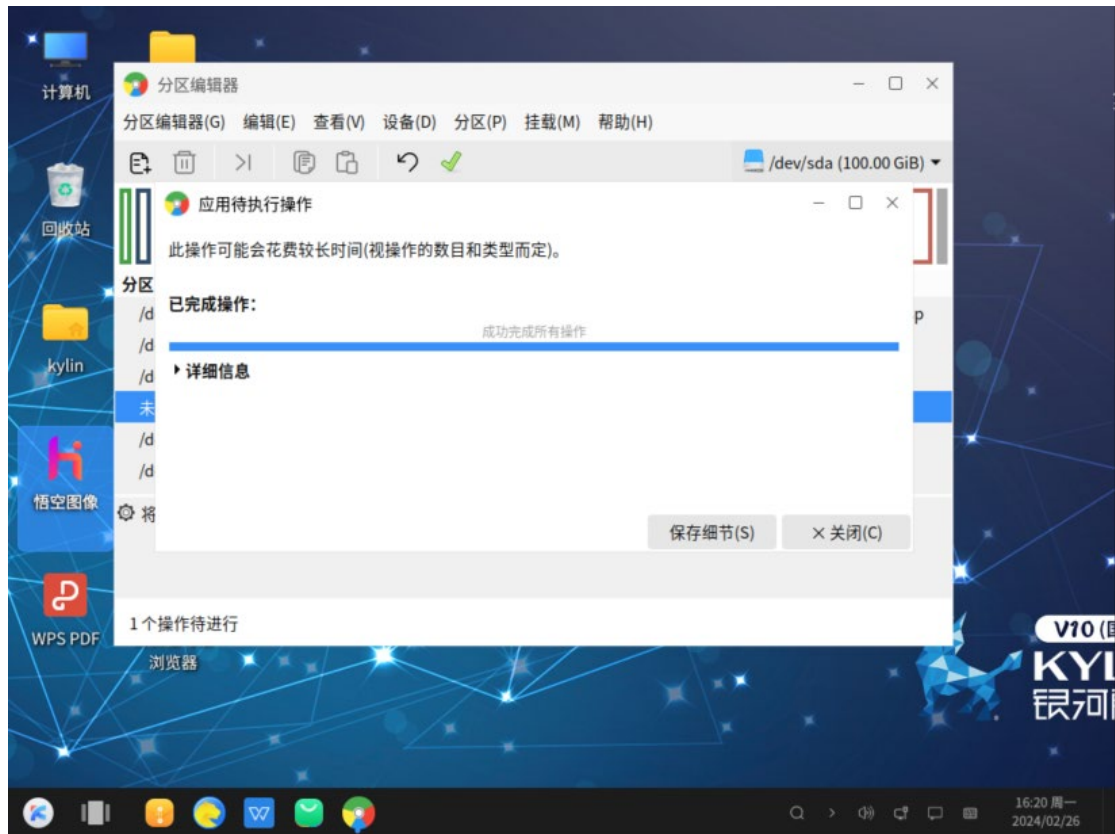 计算机
回收站
kylin
悟空图像
WPS PDF
浏览器
分区编辑器
分区编辑器(G) 编辑(E) 查看(V) 设备(D) 分区(P) 挂载(M) 帮助(H)
/dev/sda (100.00 GiB)
分区
/d
/d
/d
未
/d
/d
p
将
应用待执行操作
此操作可能会花费较长时间(视操作的数目和类型而定)。
已完成操作:
成功完成所有操作
详细信息
保存细节(S) 关闭(C)
1个操作待进行
V10
KYL
银河
16:20 周一
2024/02/26